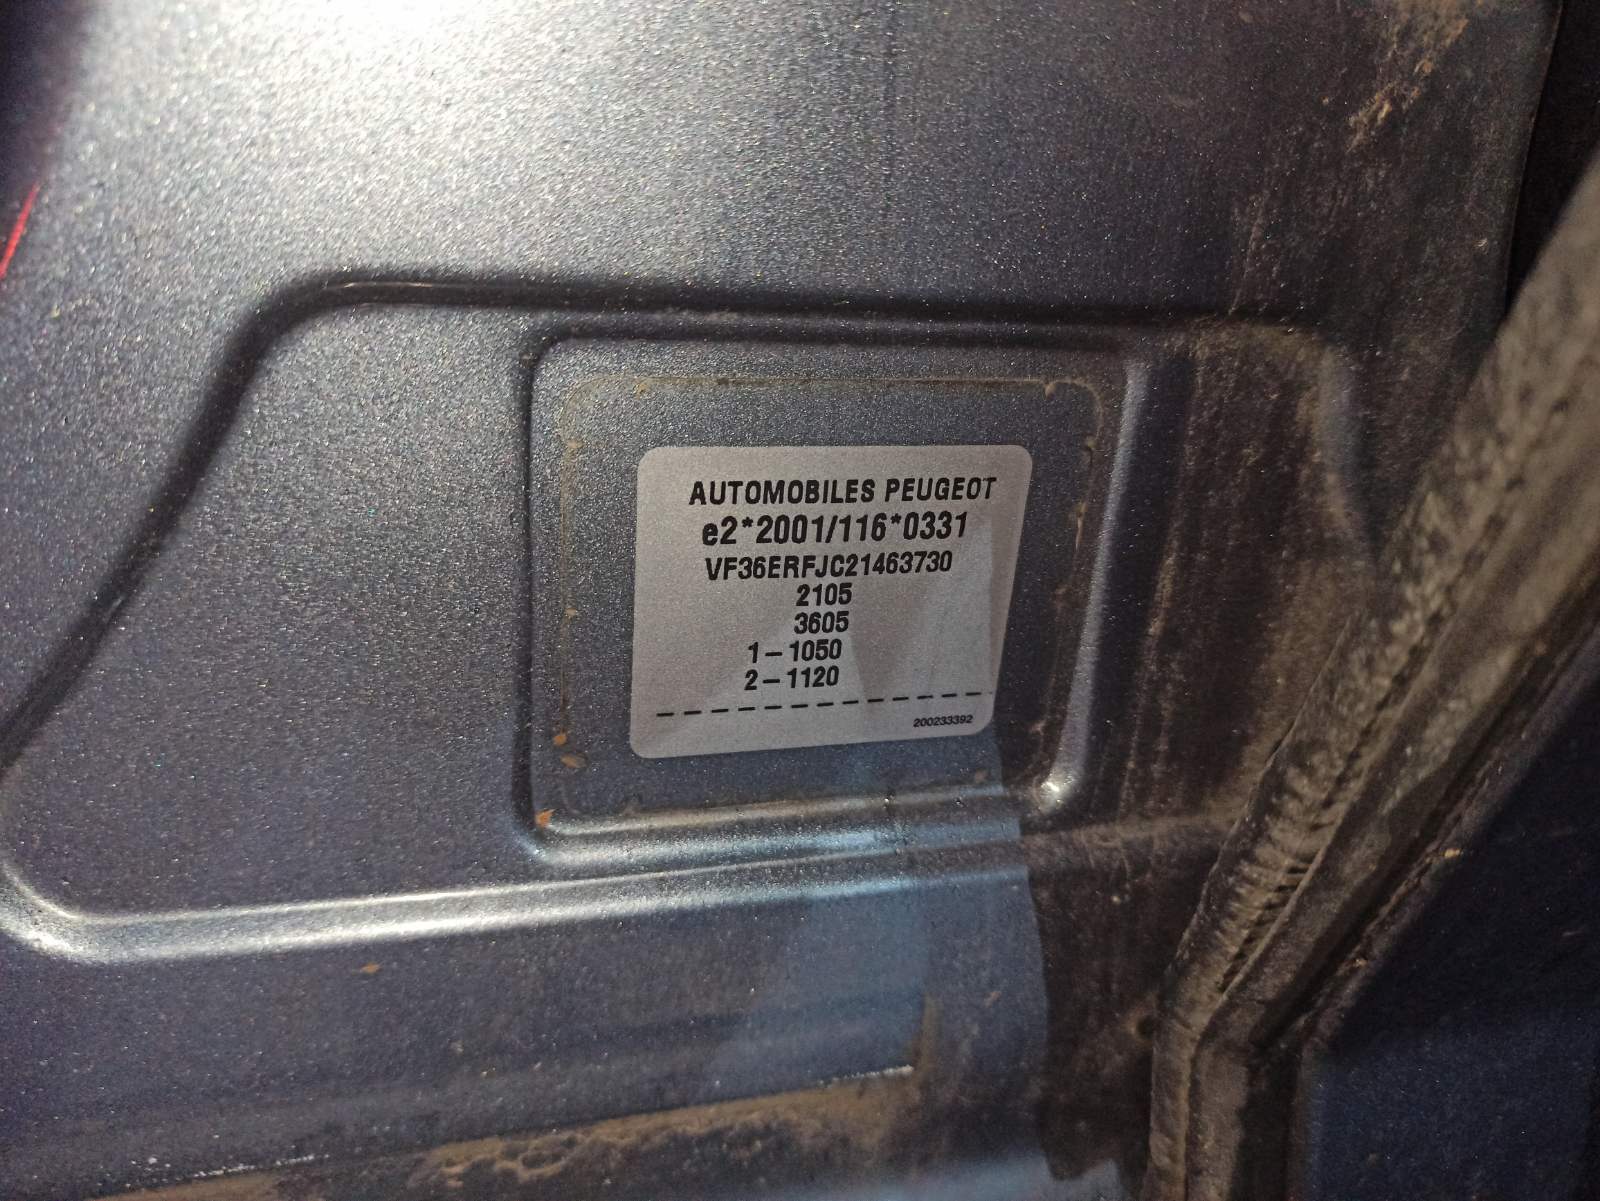 AUTOMOBILES PEUGEOT
e2*2001/116*0331
VF36ERFJC21463730
2105
3605
1-1050
2-1120
200233392